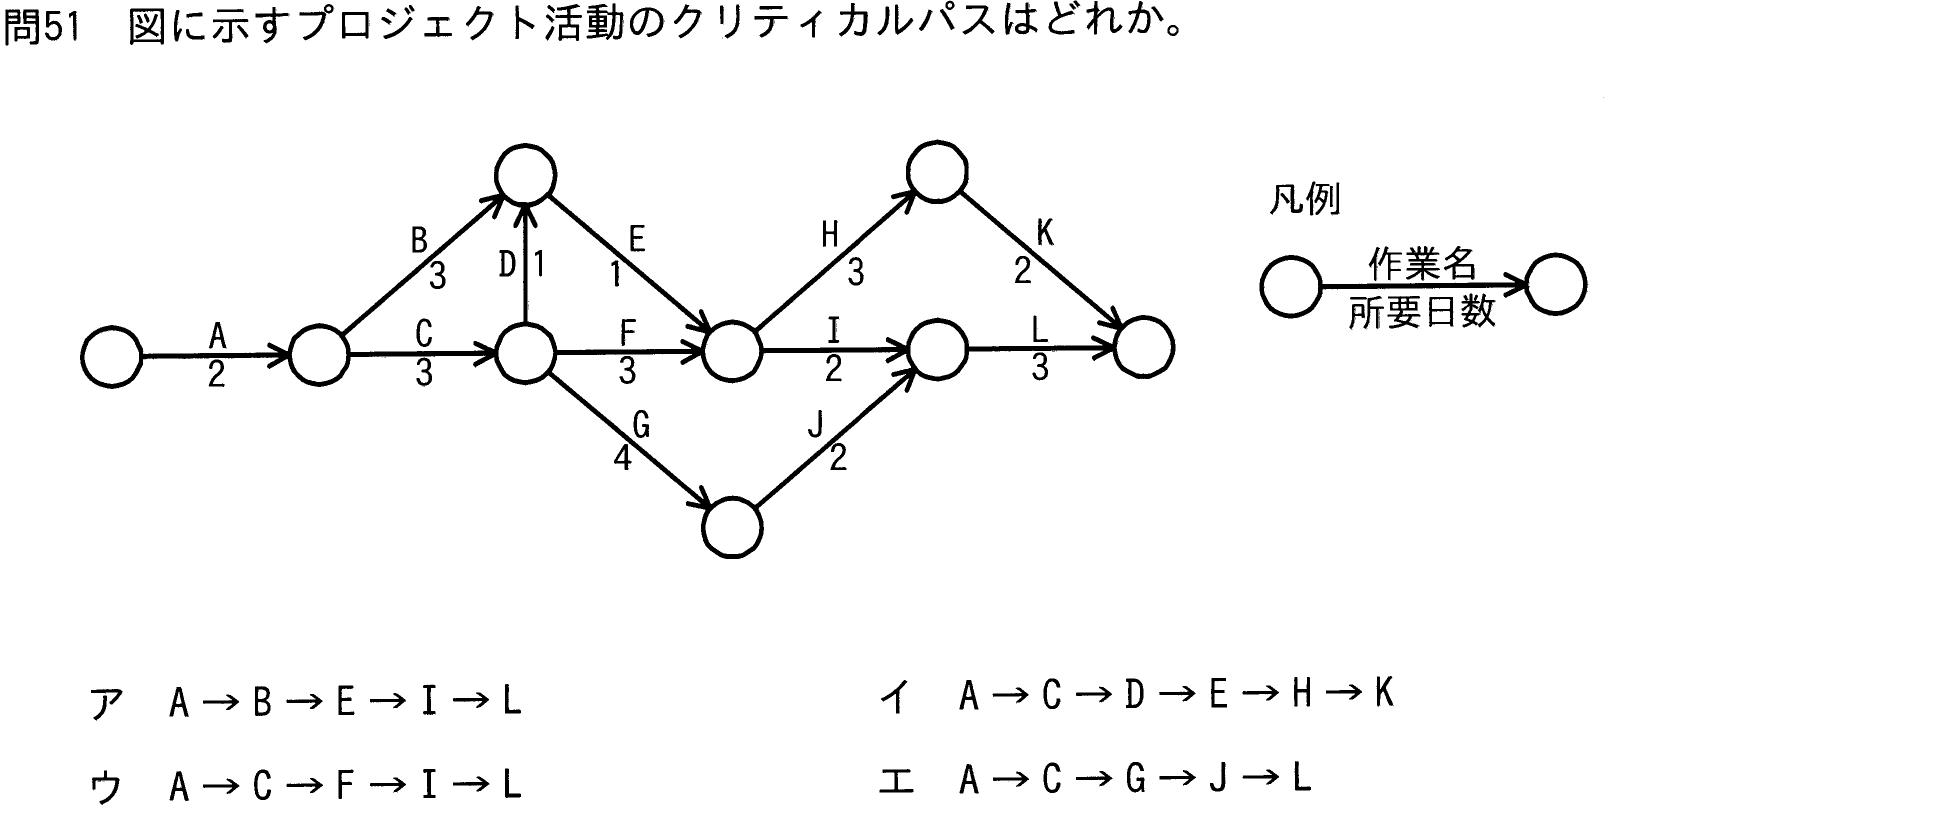 問51 図に示すプロジェクト活動のクリティカルパスはどれか。
B
3
D 1
E
1
H
3
K
2
A
2
C
3
F
3
I
2
L
3
G
4
J
2
凡例
作業名
所要日数
ア A → B → E → I → L
イ A → C → D → E → H → K
ウ A → C → F → I → L
エ A → C → G → J → L